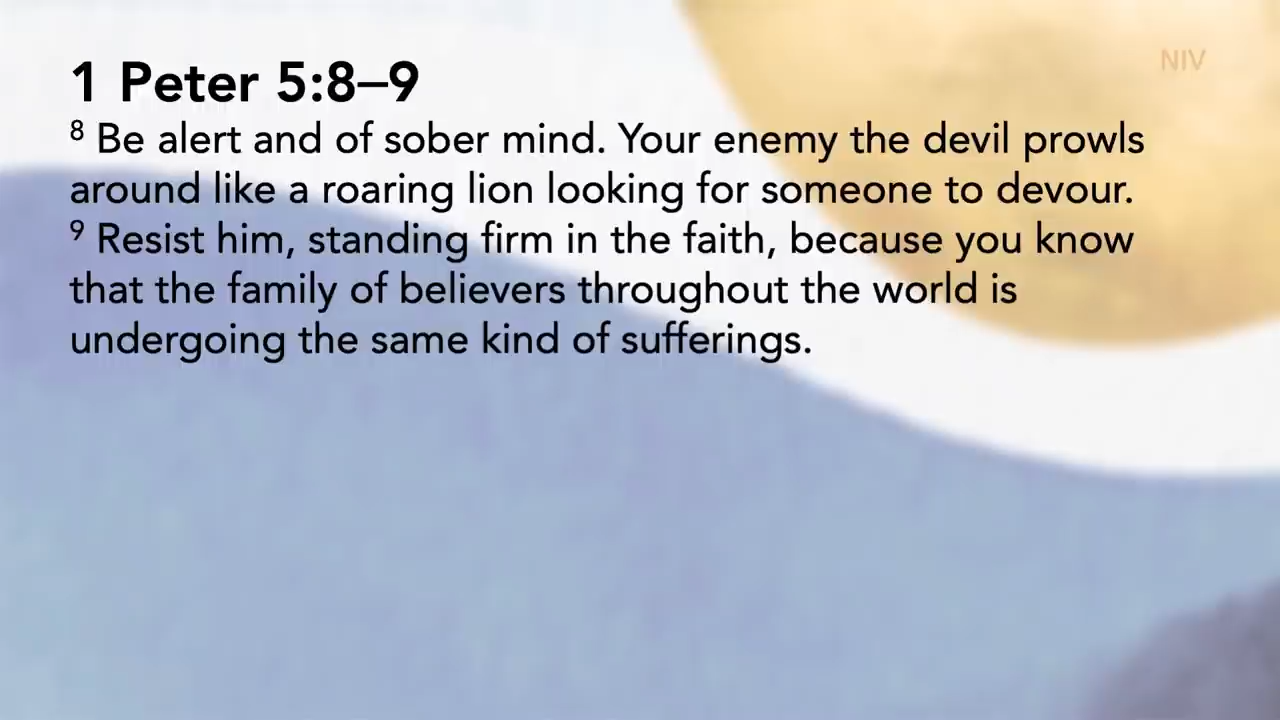 NIV
1 Peter 5:8–9
⁸ Be alert and of sober mind. Your enemy the devil prowls
around like a roaring lion looking for someone to devour.
⁹ Resist him, standing firm in the faith, because you know
that the family of believers throughout the world is
undergoing the same kind of sufferings.